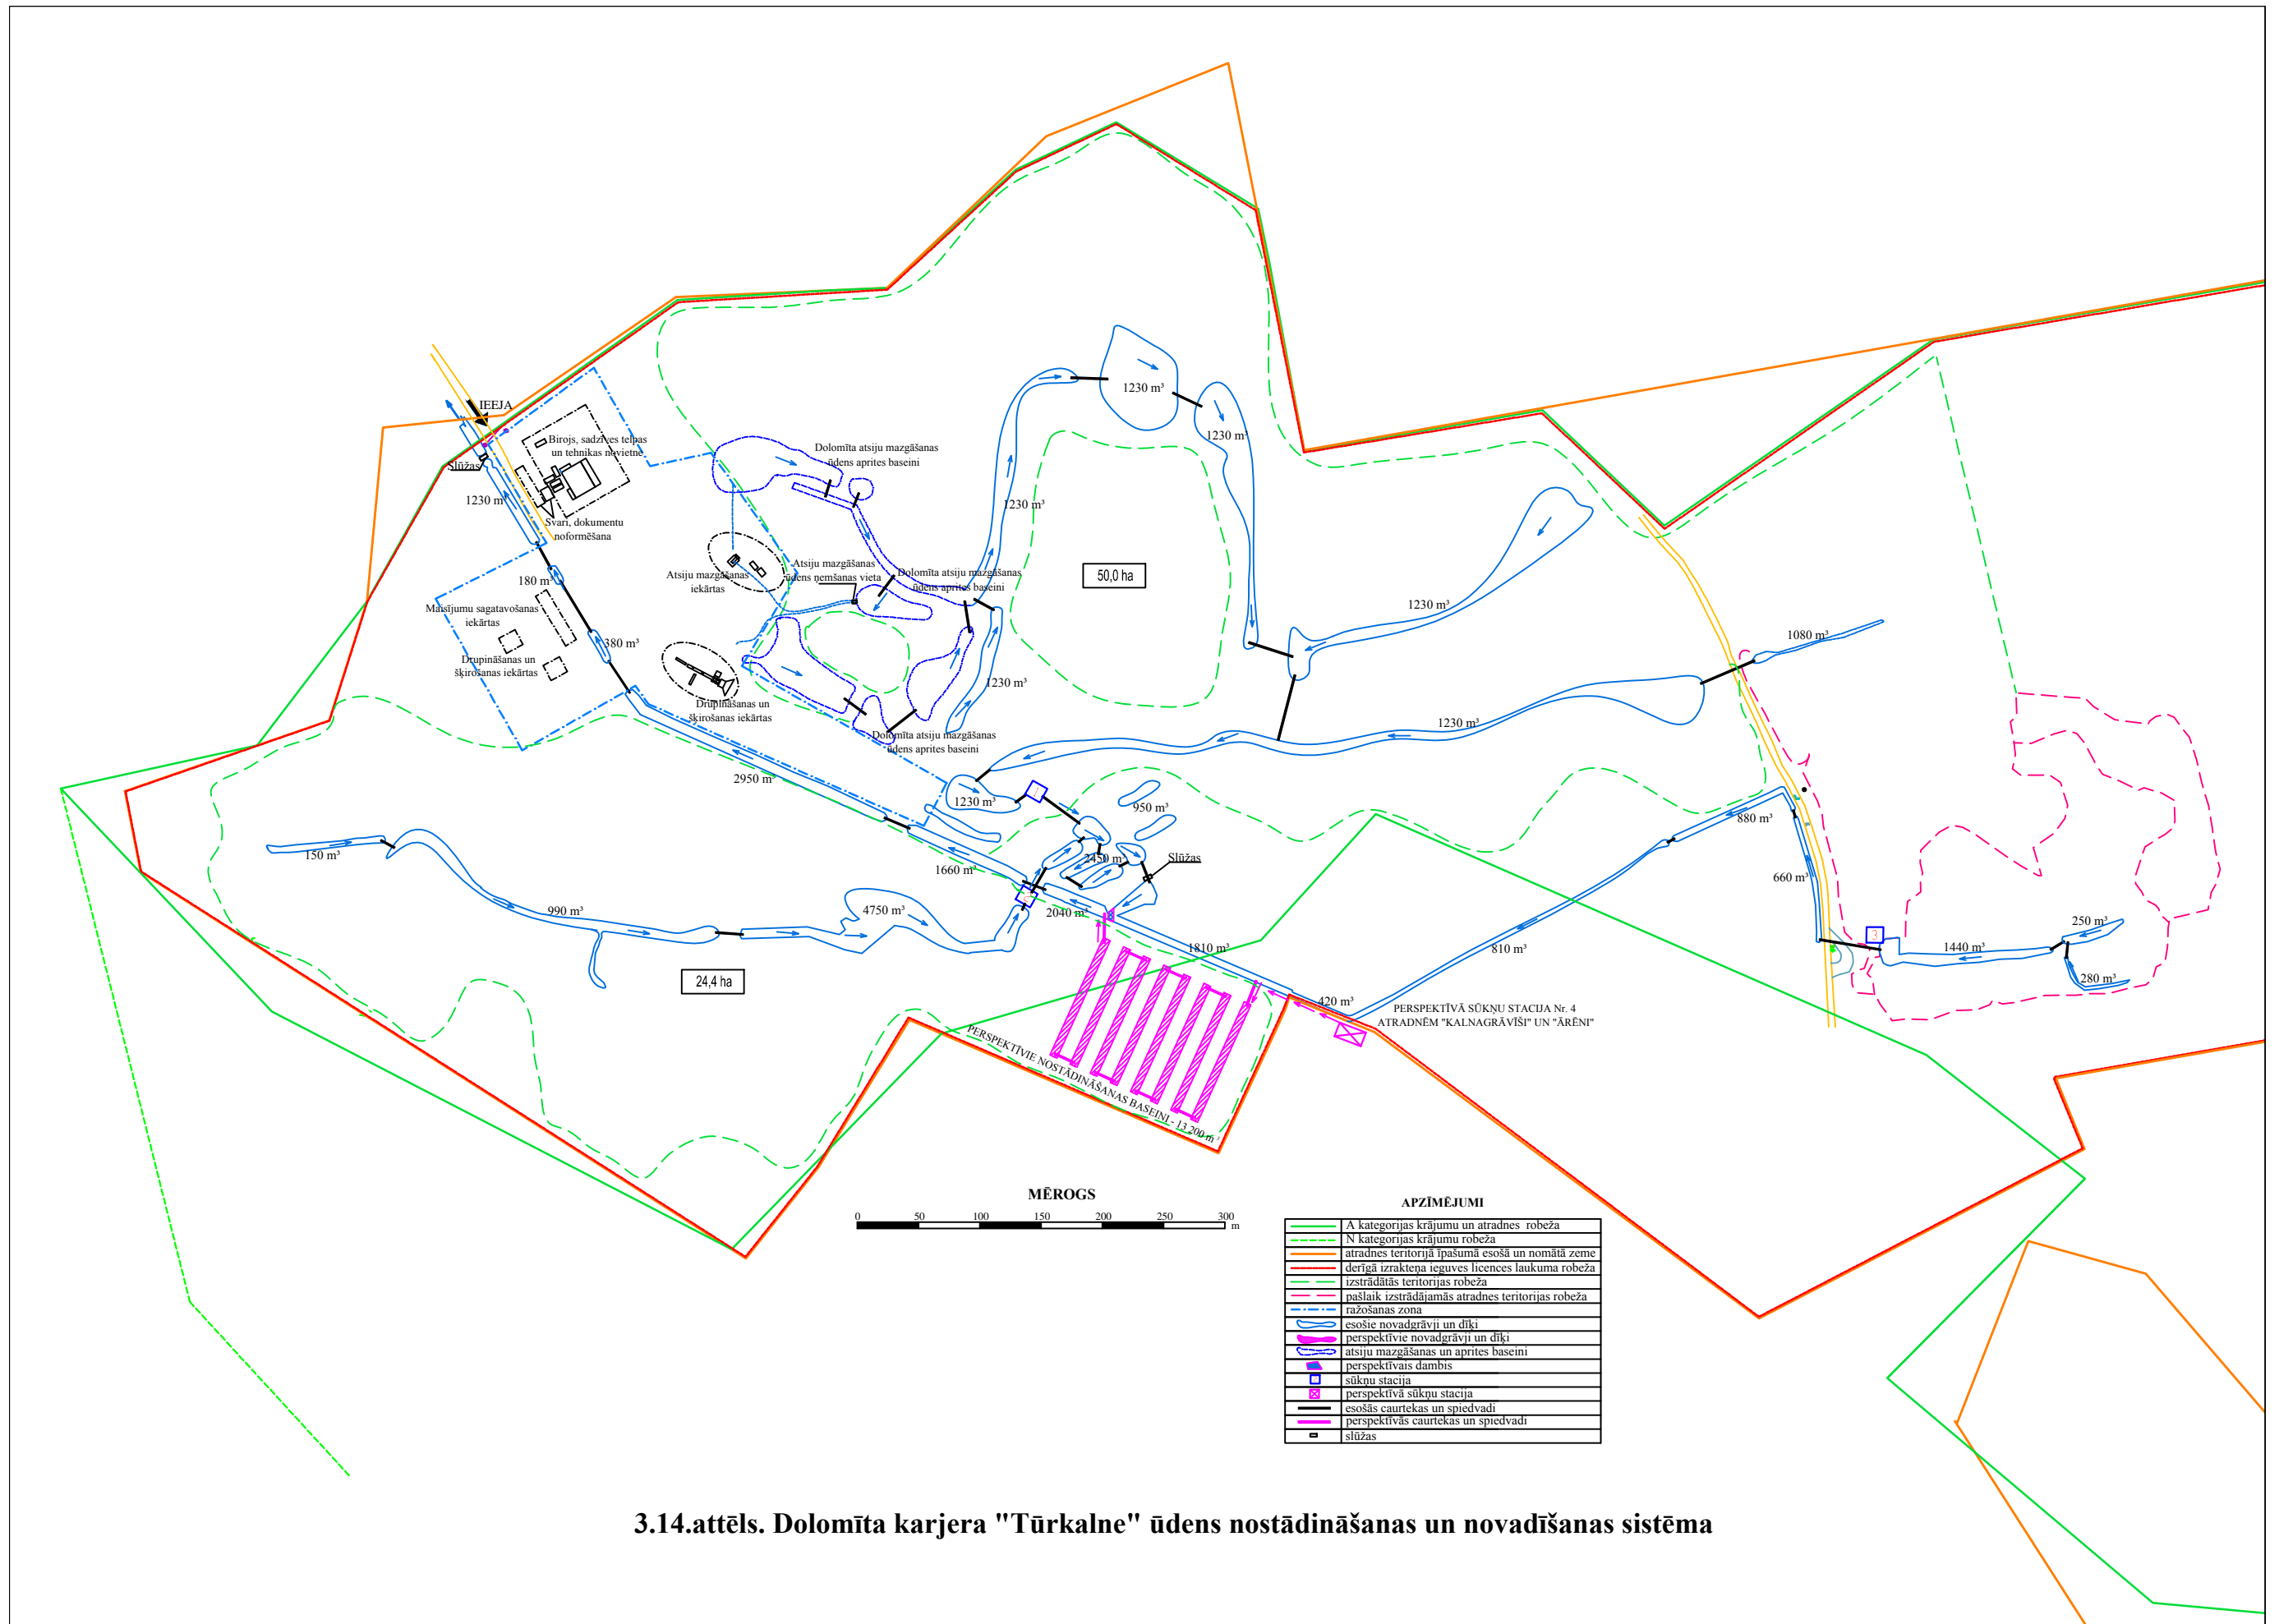 IEEJA
Birojs, sadzīves telpas
un tehnikas novietne
Slūžas
1230 m³
Svari, dokumentu
noformēšana
180 m³
Maisījumu sagatavošanas
iekārtas
380 m³
Drupināšanas un
šķirošanas iekārtas
Dolomīta atsiju mazgāšanas
ūdens aprites baseini
Atsiju mazgāšanas
iekārtas
Atsiju mazgāšanas
ūdens ņemšanas vieta
Dolomīta atsiju mazgāšanas
ūdens aprites baseini
Drupināšanas un
šķirošanas iekārtas
Dolomīta atsiju mazgāšanas
ūdens aprites baseini
1230 m³
1230 m³
1230 m³
1230 m³
50,0 ha
1230 m³
1080 m³
1230 m³
2950 m³
1230 m³
950 m³
2450 m³
Slūžas
150 m³
1660 m³
990 m³
4750 m³
2040 m³
1810 m³
24,4 ha
880 m³
660 m³
810 m³
3
1440 m³
250 m³
280 m³
420 m³
PERSPEKTĪVĀ SŪKŅU STACIJA Nr. 4
ATRADNĒM "KALNAGRĀVĪŠI" UN "ĀRĒNI"
PERSPEKTĪVIE NOSTĀDINĀŠANAS BASEINI - 13 200 m³
MĒROGS
0 50 100 150 200 250 300 m
APZĪMĒJUMI
A kategorijas krājumu un atradnes robeža
N kategorijas krājumu robeža
atradnes teritorijā īpašumā esošā un nomātā zeme
derīgā izrakteņa ieguves licences laukuma robeža
izstrādātās teritorijas robeža
pašlaik izstrādājamās atradnes teritorijas robeža
ražošanas zona
esošie novadgrāvji un dīķi
perspektīvie novadgrāvji un dīķi
atsiju mazgāšanas un aprites baseini
perspektīvais dambis
sūkņu stacija
perspektīvā sūkņu stacija
esošās caurtekas un spiedvadi
perspektīvās caurtekas un spiedvadi
slūžas
3.14.attēls. Dolomīta karjera "Tūrkalne" ūdens nostādināšanas un novadīšanas sistēma